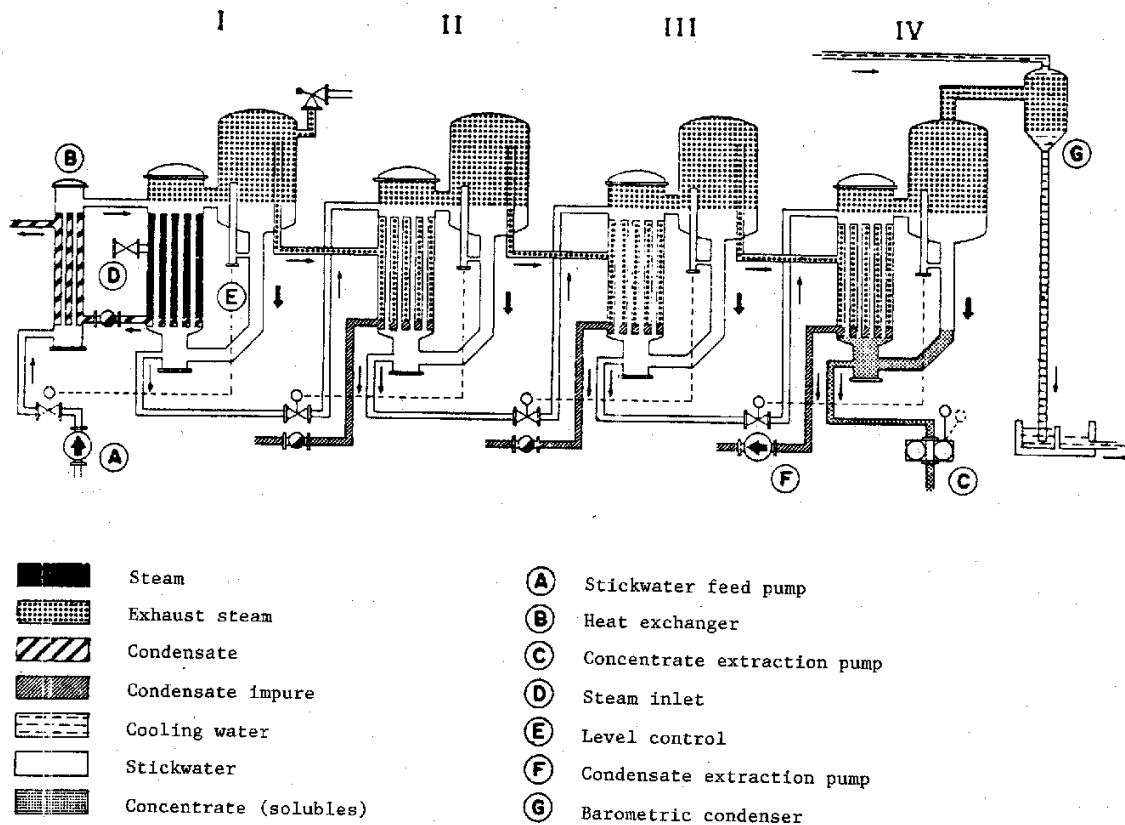 I
II
III
IV
B
D
E
G
A
F
C
Steam
Exhaust steam
Condensate
Condensate impure
Cooling water
Stickwater
Concentrate (solubles)
A Stickwater feed pump
B Heat exchanger
C Concentrate extraction pump
D Steam inlet
E Level control
F Condensate extraction pump
G Barometric condenser